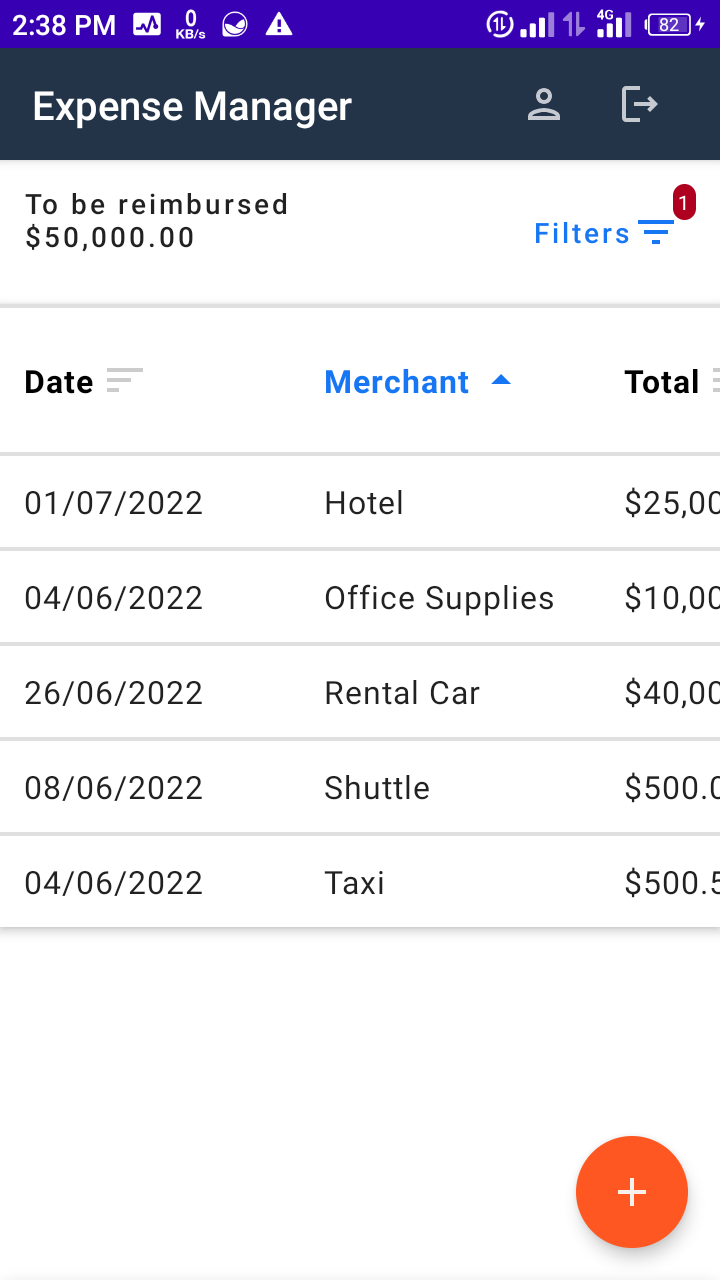 2:38 PM 0 KB/s 4G 82
Expense Manager
To be reimbursed
$50,000.00
1
Filters
Date Merchant Total
01/07/2022 Hotel $25,00
04/06/2022 Office Supplies $10,00
26/06/2022 Rental Car $40,00
08/06/2022 Shuttle $500.0
04/06/2022 Taxi $500.5